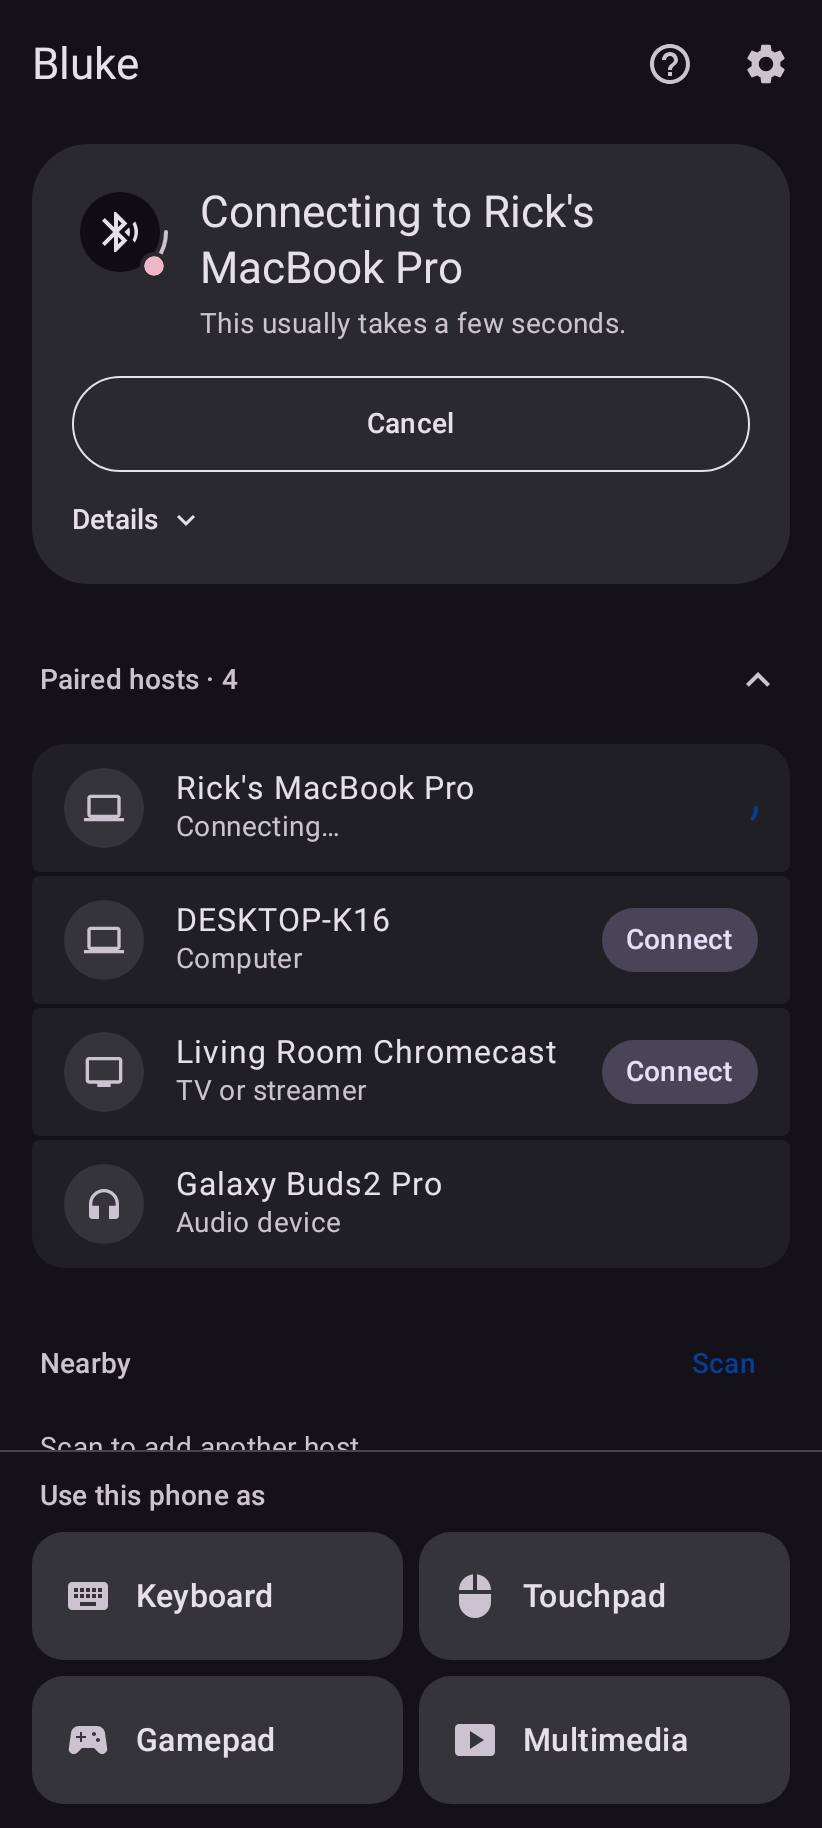 Bluke
Connecting to Rick's
MacBook Pro
This usually takes a few seconds.
Cancel
Details
Paired hosts · 4
Rick's MacBook Pro
Connecting…
DESKTOP-K16
Computer
Connect
Living Room Chromecast
TV or streamer
Connect
Galaxy Buds2 Pro
Audio device
Nearby
Scan
Scan to add another host
Use this phone as
Keyboard
Touchpad
Gamepad
Multimedia